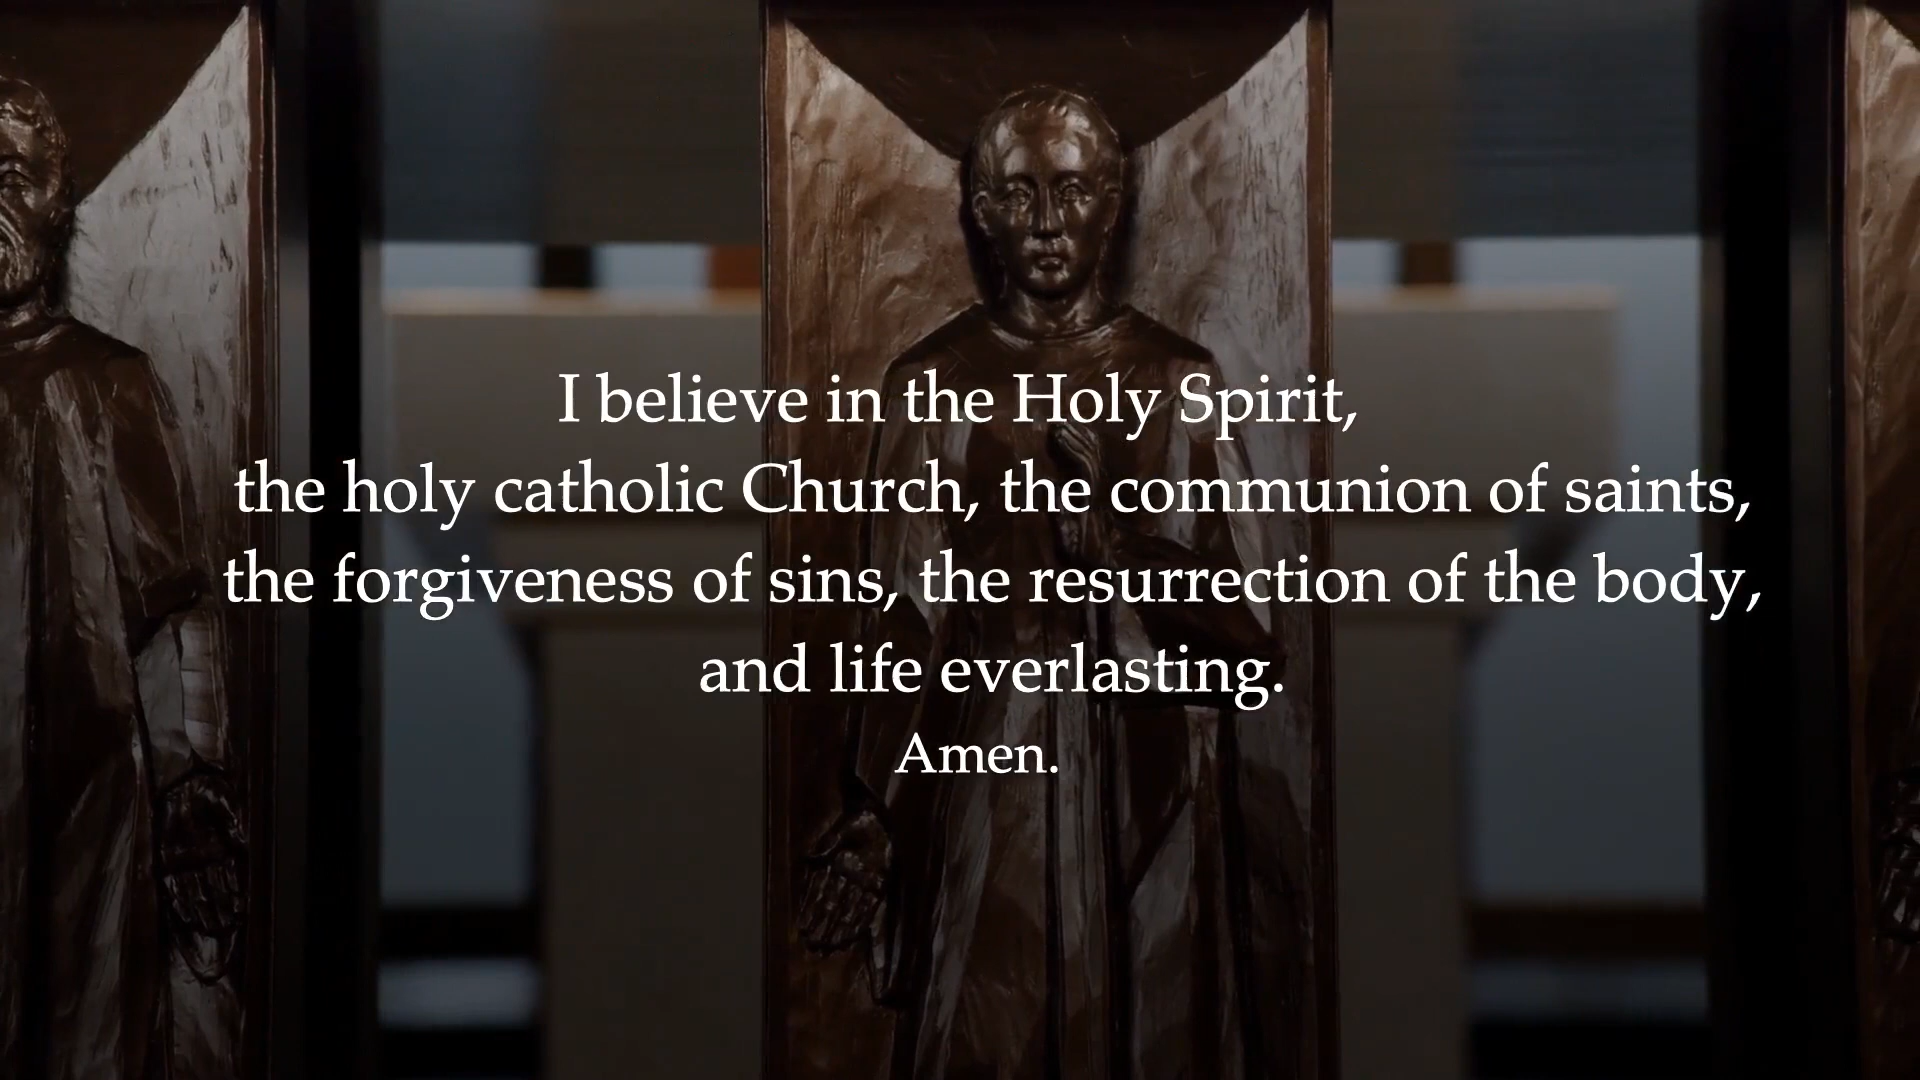 I believe in the Holy Spirit,
the holy catholic Church, the communion of saints,
the forgiveness of sins, the resurrection of the body,
and life everlasting.
Amen.